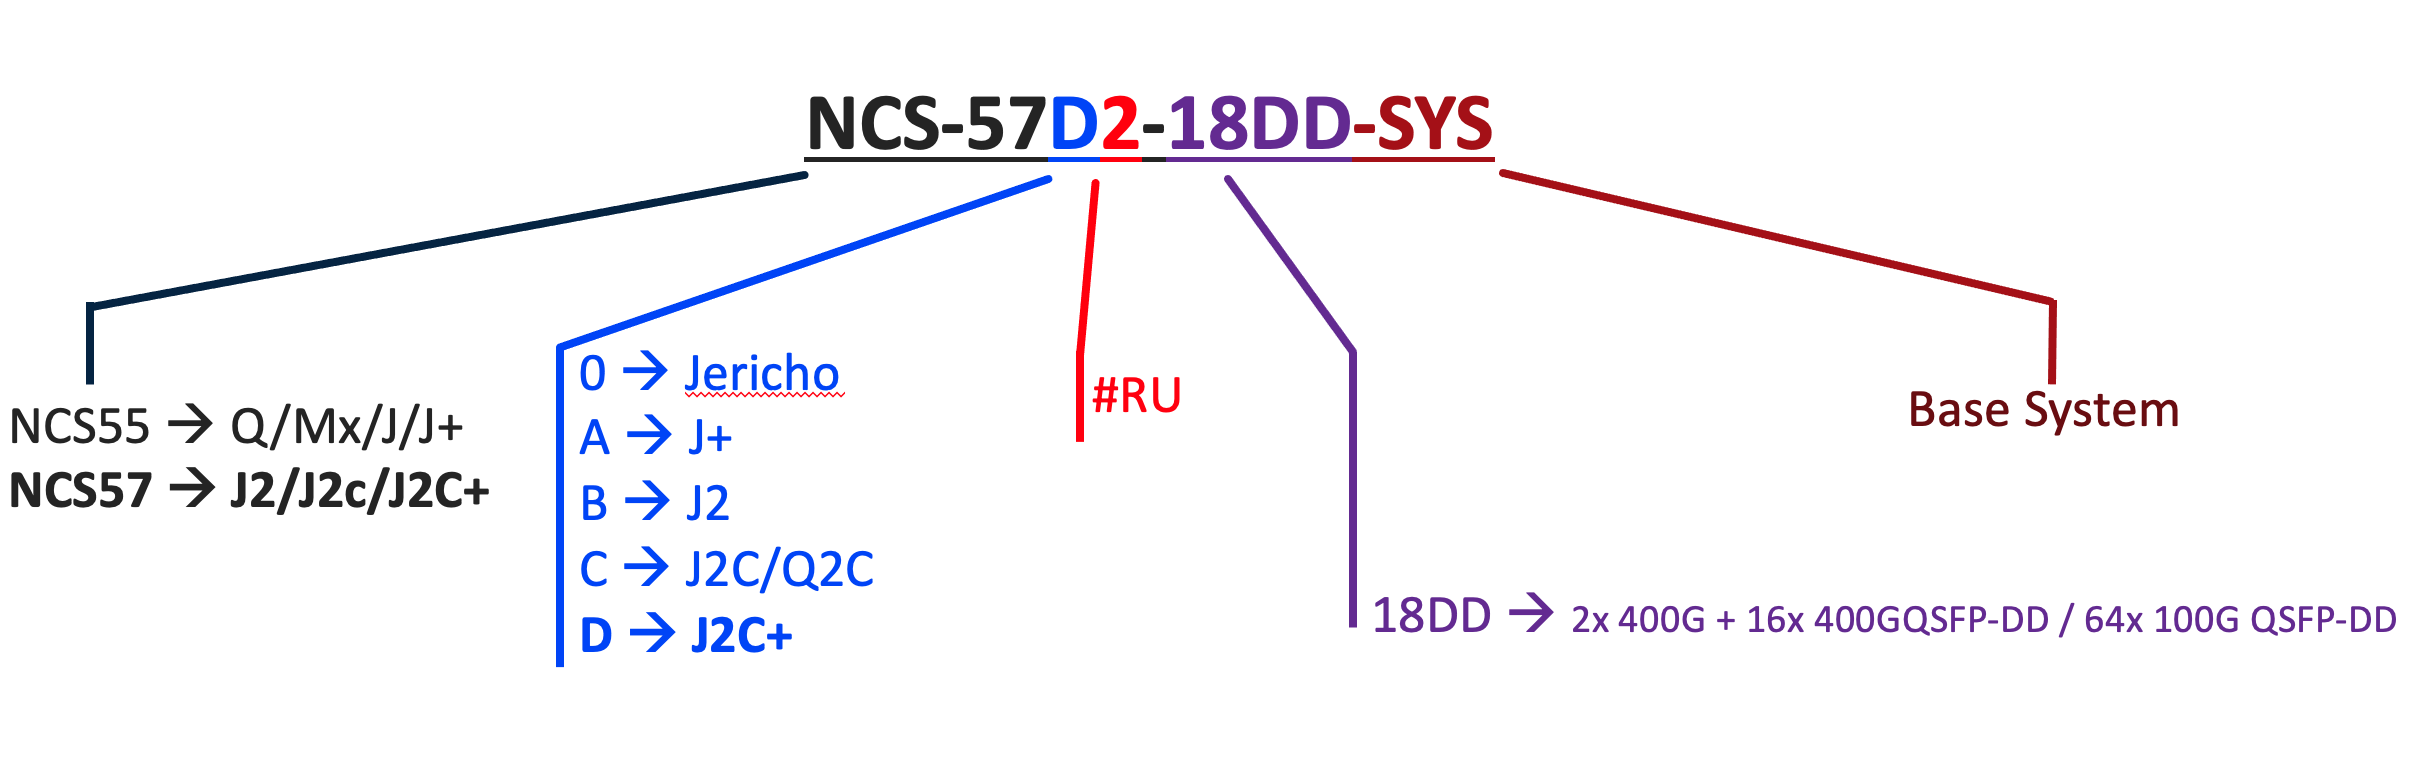 NCS-57D2-18DD-SYS
NCS55 → Q/Mx/J/J+
NCS57 → J2/J2c/J2C+
0 → Jericho
A → J+
B → J2
C → J2C/Q2C
D → J2C+
#RU
18DD → 2x 400G + 16x 400GQSFP-DD / 64x 100G QSFP-DD
Base System